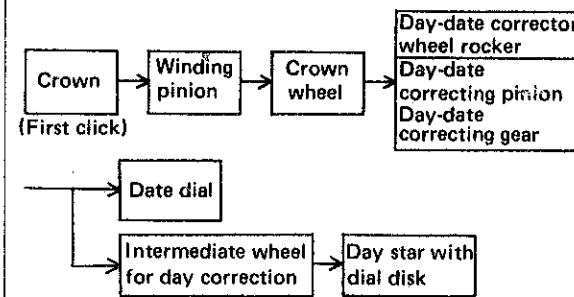 Crown
(First click)
Winding
pinion
Crown
wheel
Day-date corrector
wheel rocker
Day-date
correcting pinion
Day-date
correcting gear
Date dial
Intermediate wheel
for day correction
Day star with
dial disk